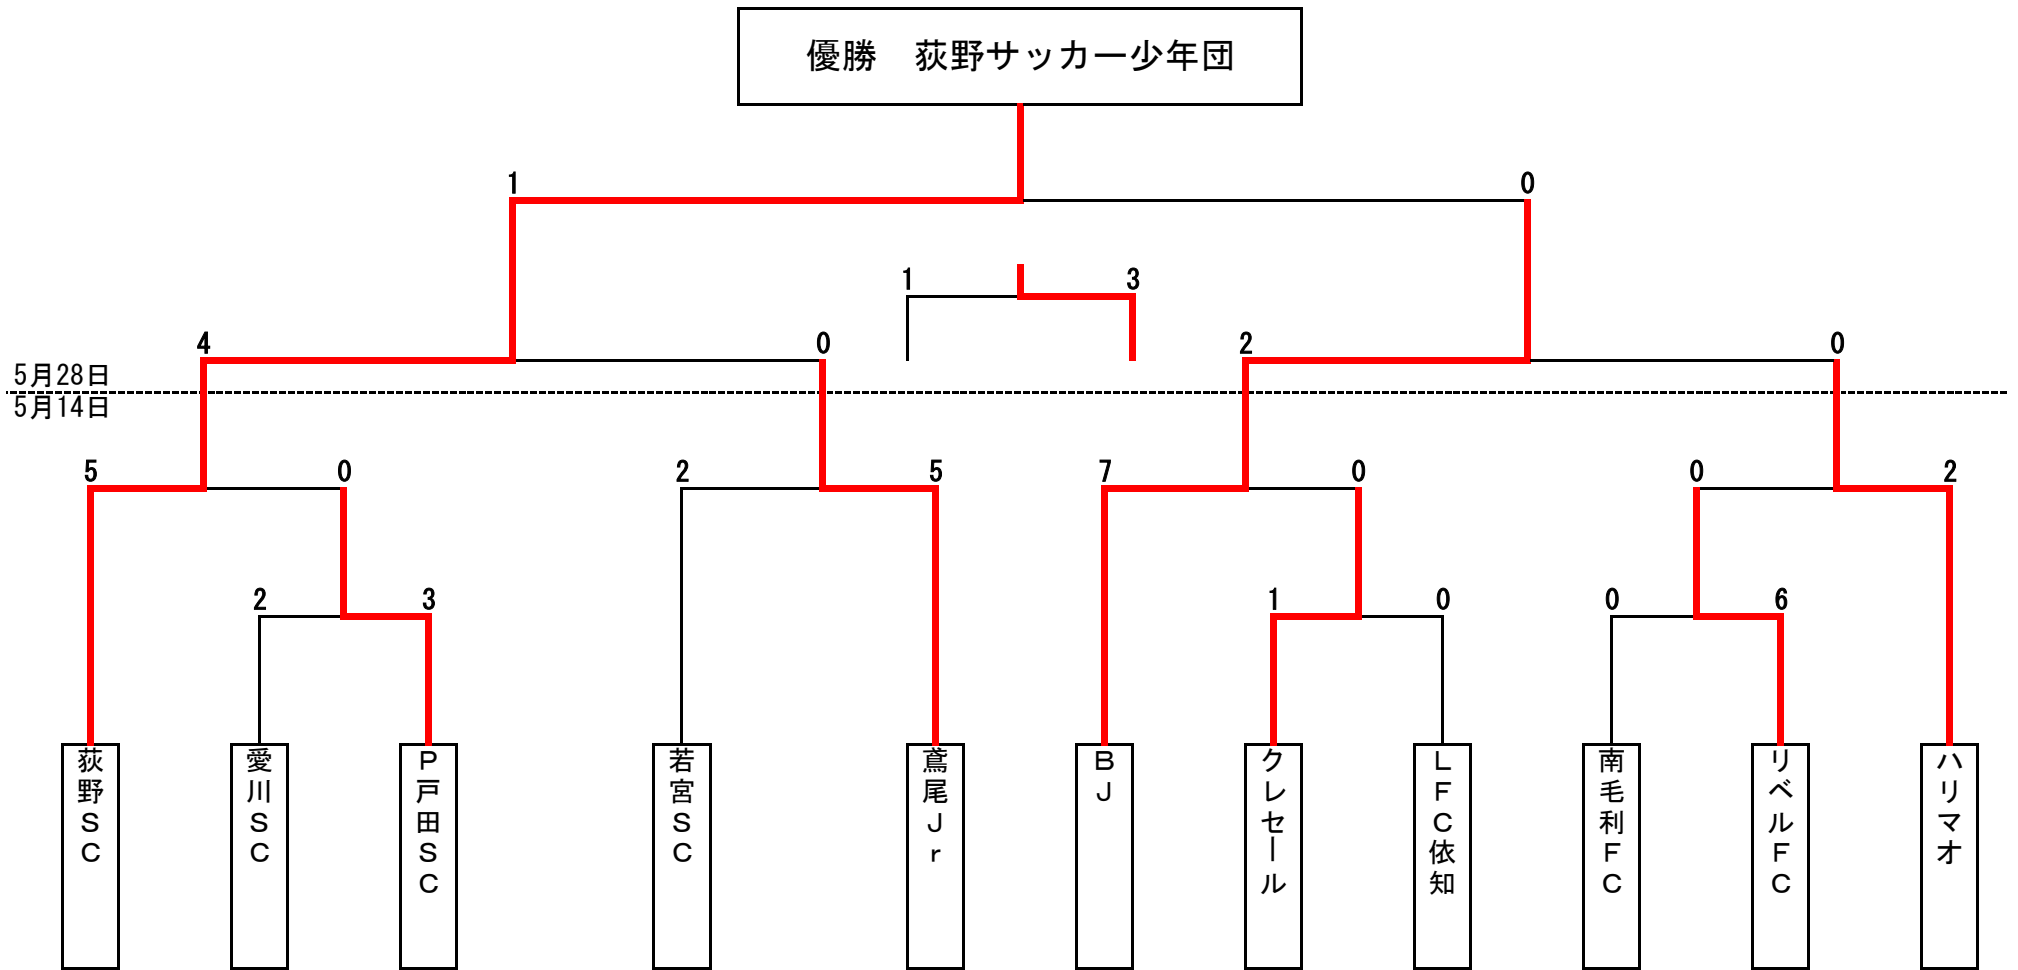 優勝　荻野サッカー少年団
1
0
1
3
4
0
2
0
5月28日
5月14日
5
0
2
5
7
0
0
2
2
3
1
0
0
6
荻野SC
愛川SC
P戸田SC
若宮SC
鳶尾Jr
BJ
クレセール
LFC依知
南毛利FC
リベルFC
ハリマオ